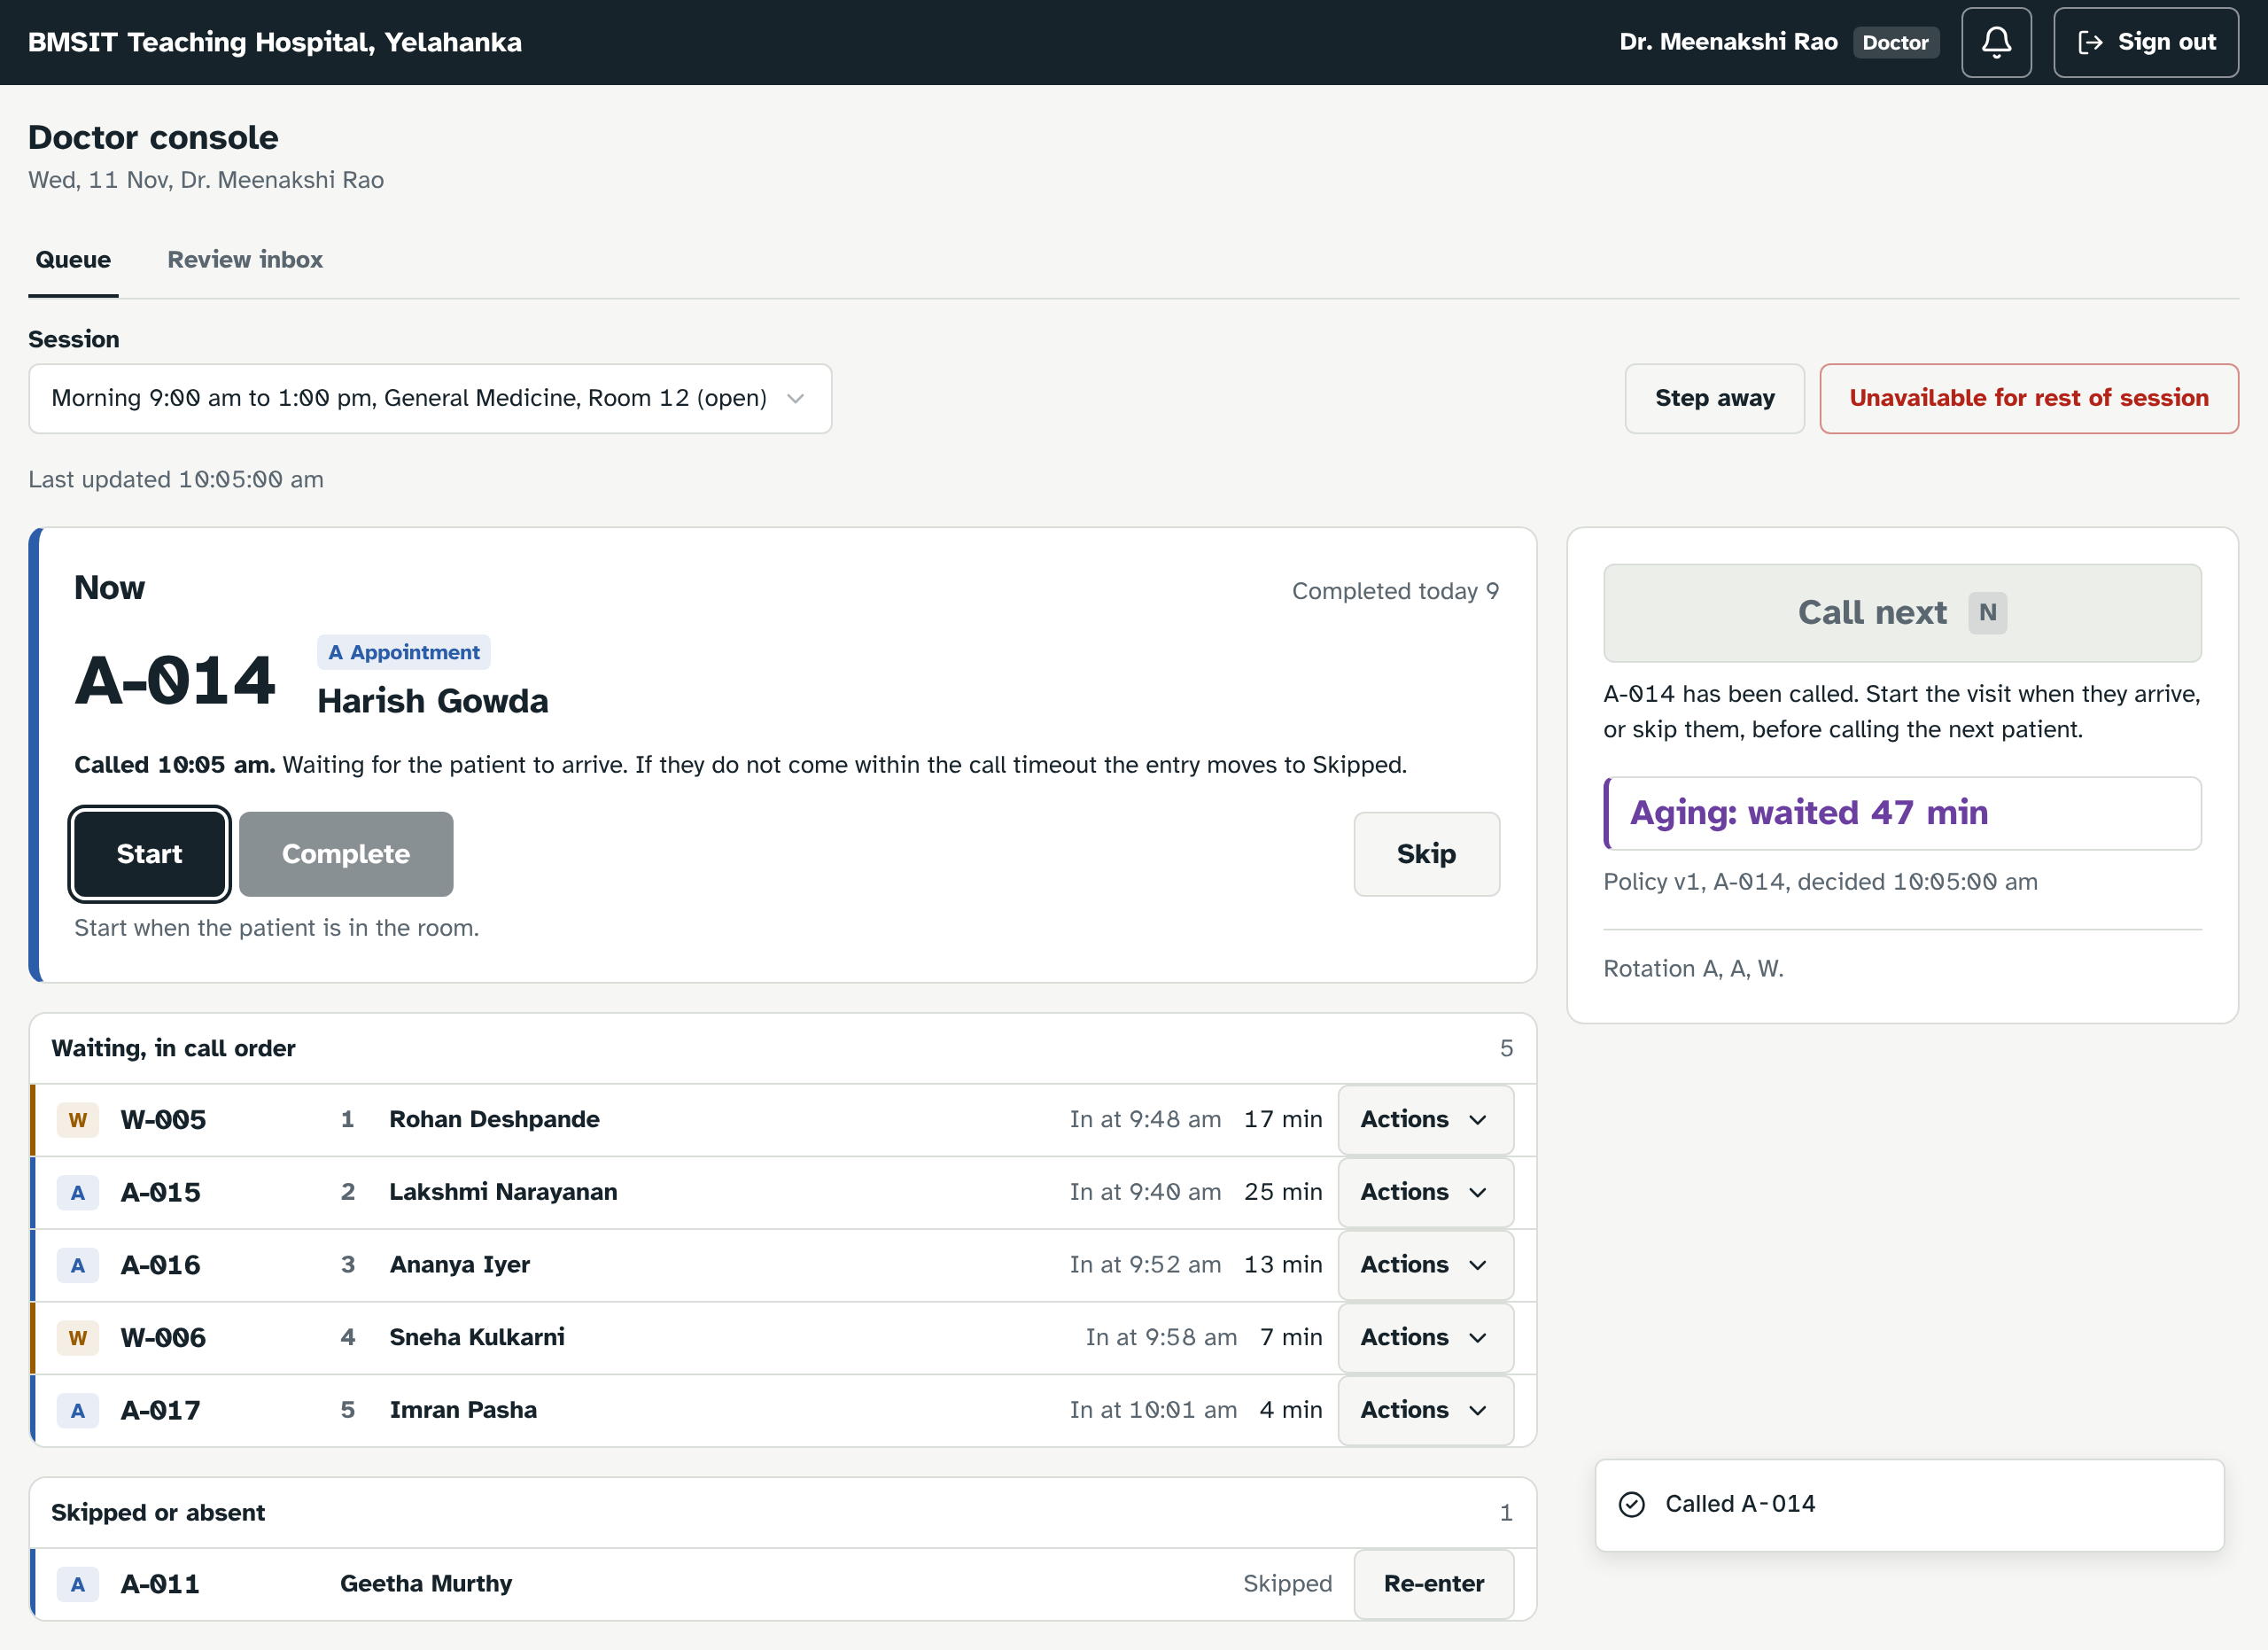 BMSIT Teaching Hospital, Yelahanka
Dr. Meenakshi Rao Doctor
Sign out
Doctor console
Wed, 11 Nov, Dr. Meenakshi Rao
Queue Review inbox
Session
Morning 9:00 am to 1:00 pm, General Medicine, Room 12 (open)
Step away
Unavailable for rest of session
Last updated 10:05:00 am
Now
Completed today 9
A-014
A Appointment
Harish Gowda
Called 10:05 am. Waiting for the patient to arrive. If they do not come within the call timeout the entry moves to Skipped.
Start
Complete
Skip
Start when the patient is in the room.
Call next N
A-014 has been called. Start the visit when they arrive,
or skip them, before calling the next patient.
Aging: waited 47 min
Policy v1, A-014, decided 10:05:00 am
Rotation A, A, W.
Waiting, in call order 5
W W-005 1 Rohan Deshpande In at 9:48 am 17 min Actions
A A-015 2 Lakshmi Narayanan In at 9:40 am 25 min Actions
A A-016 3 Ananya Iyer In at 9:52 am 13 min Actions
W W-006 4 Sneha Kulkarni In at 9:58 am 7 min Actions
A A-017 5 Imran Pasha In at 10:01 am 4 min Actions
Skipped or absent 1
A A-011 Geetha Murthy Skipped Re-enter
Called A-014